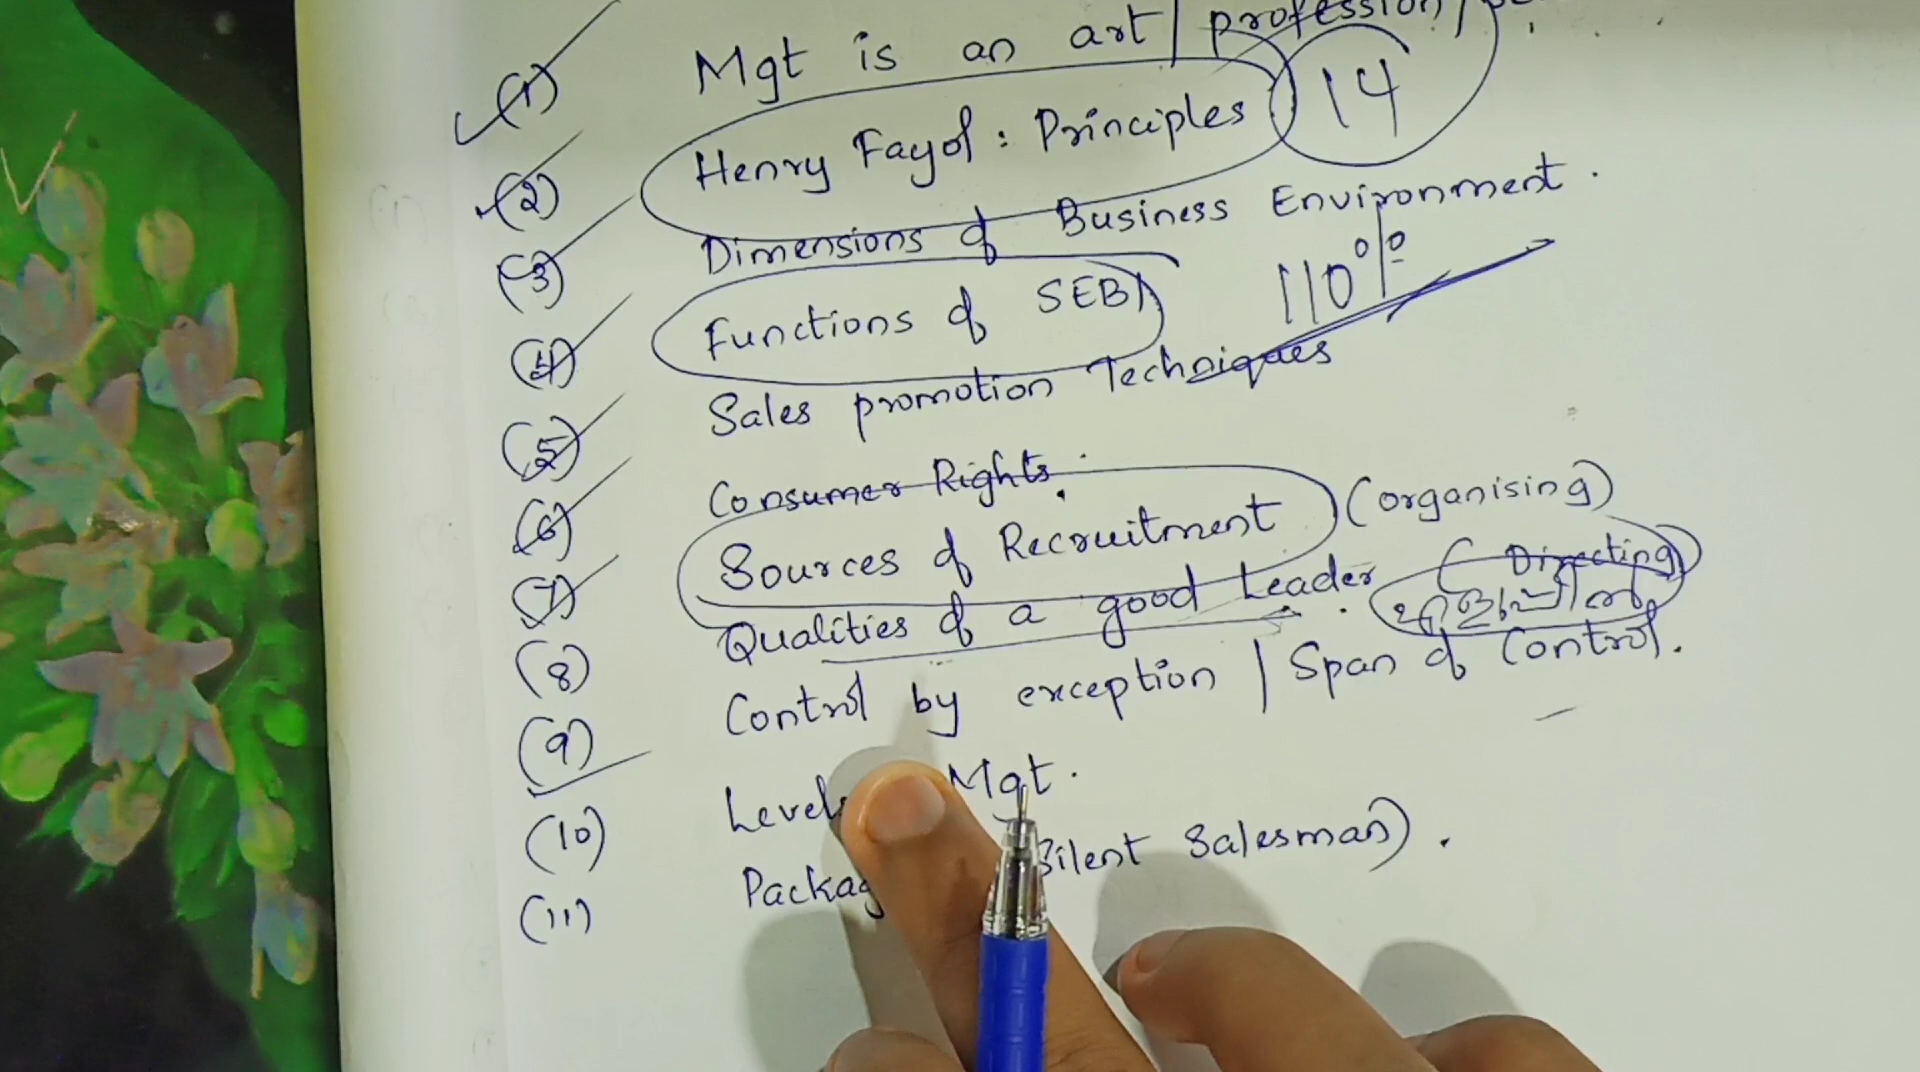 (1) Mgt is an art / profession /
(2) Henry Fayol : Principles 14
(3) Dimensions of Business Environment.
(4) Functions of SEBI 110%
(5) Sales promotion Techniques
(6) Consumer Rights.
(7) Sources of Recruitment (organising)
(8) Qualities of a good Leader. (Directing)
(9) Control by exception / Span of Control.
(10) Levels Mgt.
(11) Silent Salesman).